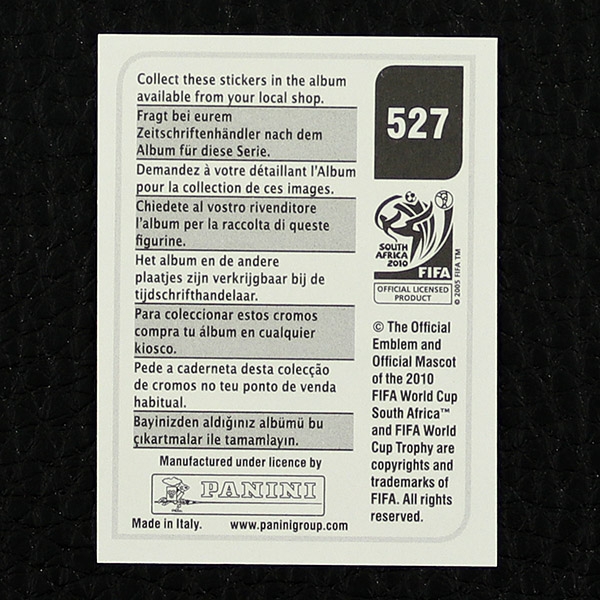 Collect these stickers in the album
available from your local shop.
Fragt bei eurem
Zeitschriftenhändler nach dem
Album für diese Serie.
Demandez à votre détaillant l'Album
pour la collection de ces images.
Chiedete al vostro rivenditore
l'album per la raccolta di queste
figurine.
Het album en de andere
plaatjes zijn verkrijgbaar bij de
tijdschrifthandelaar.
Para coleccionar estos cromos
compra tu álbum en cualquier
kiosco.
Pede a caderneta desta colecção
de cromos no teu ponto de venda
habitual.
Bayinizden aldığınız albümü bu
çıkartmalar ile tamamlayın.
Manufactured under licence by
PANINI
Made in Italy. www.paninigroup.com
527
SOUTH
AFRICA
2010
FIFA
© 2005 FIFA TM
OFFICIAL LICENSED
PRODUCT
© The Official
Emblem and
Official Mascot
of the 2010
FIFA World Cup
South Africa™
and FIFA World
Cup Trophy are
copyrights and
trademarks of
FIFA. All rights
reserved.